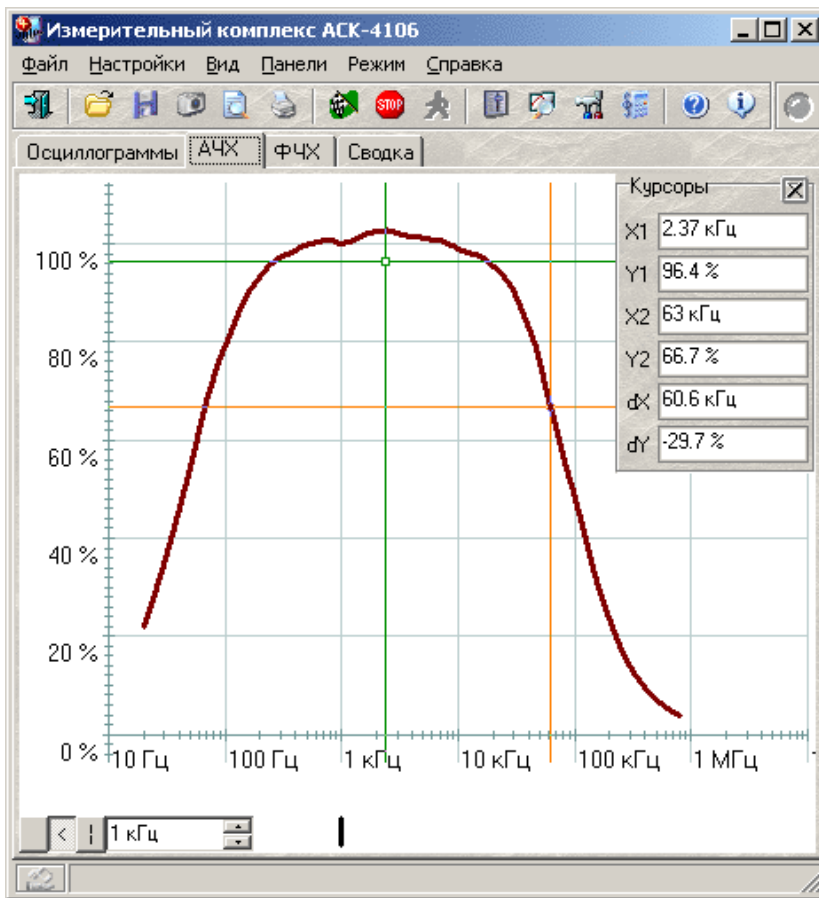 Измерительный комплекс АСК-4106
Файл Настройки Вид Панели Режим Справка
STOP
Осциллограммы АЧХ ФЧХ Сводка
Курсоры
X1 2.37 кГц
Y1 96.4 %
X2 63 кГц
Y2 66.7 %
dX 60.6 кГц
dY -29.7 %
100 %
80 %
60 %
40 %
20 %
0 %
10 Гц 100 Гц 1 кГц 10 кГц 100 кГц 1 МГц
< ¦ 1 кГц